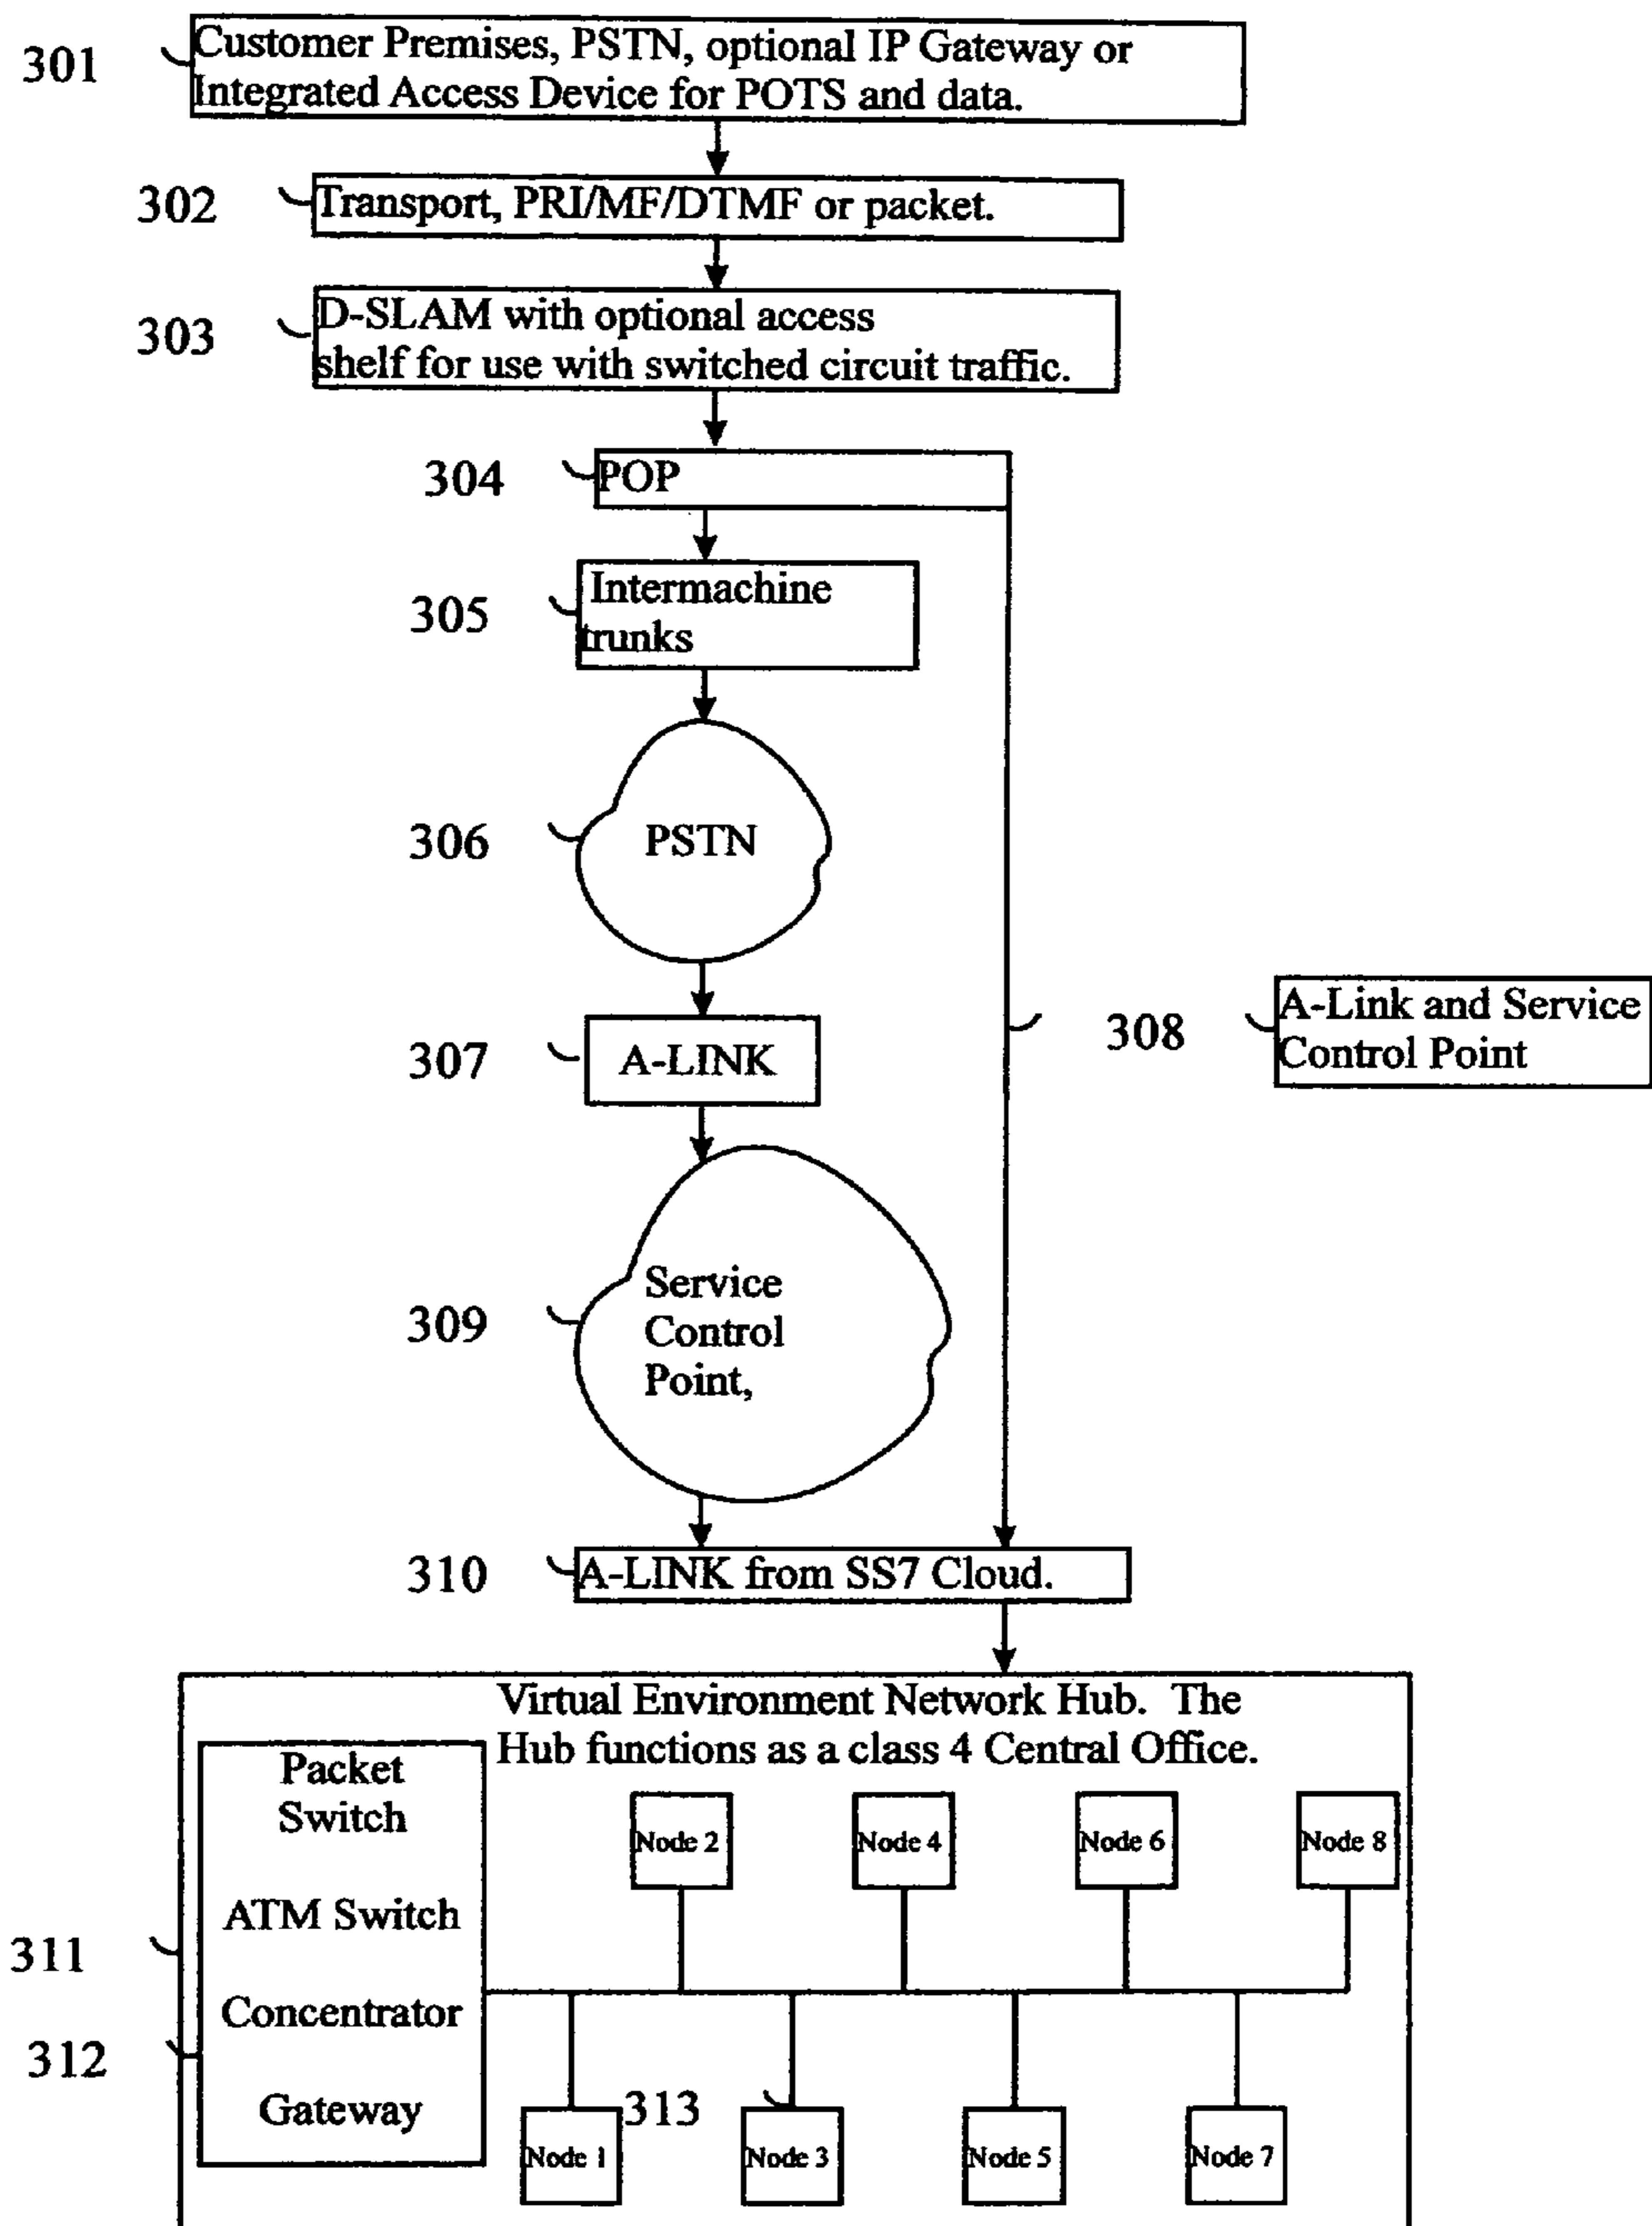 301
Customer Premises, PSTN, optional IP Gateway or
Integrated Access Device for POTS and data.
302
Transport, PRI/MF/DTMF or packet.
303
D-SLAM with optional access
shelf for use with switched circuit traffic.
304
POP
305
Intermachine
trunks
306
PSTN
307
A-LINK
308
A-Link and Service
Control Point
309
Service
Control
Point,
310
A-LINK from SS7 Cloud.
Virtual Environment Network Hub. The
Hub functions as a class 4 Central Office.
311
312
Packet
Switch
ATM Switch
Concentrator
Gateway
Node 2
Node 4
Node 6
Node 8
313
Node 1
Node 3
Node 5
Node 7